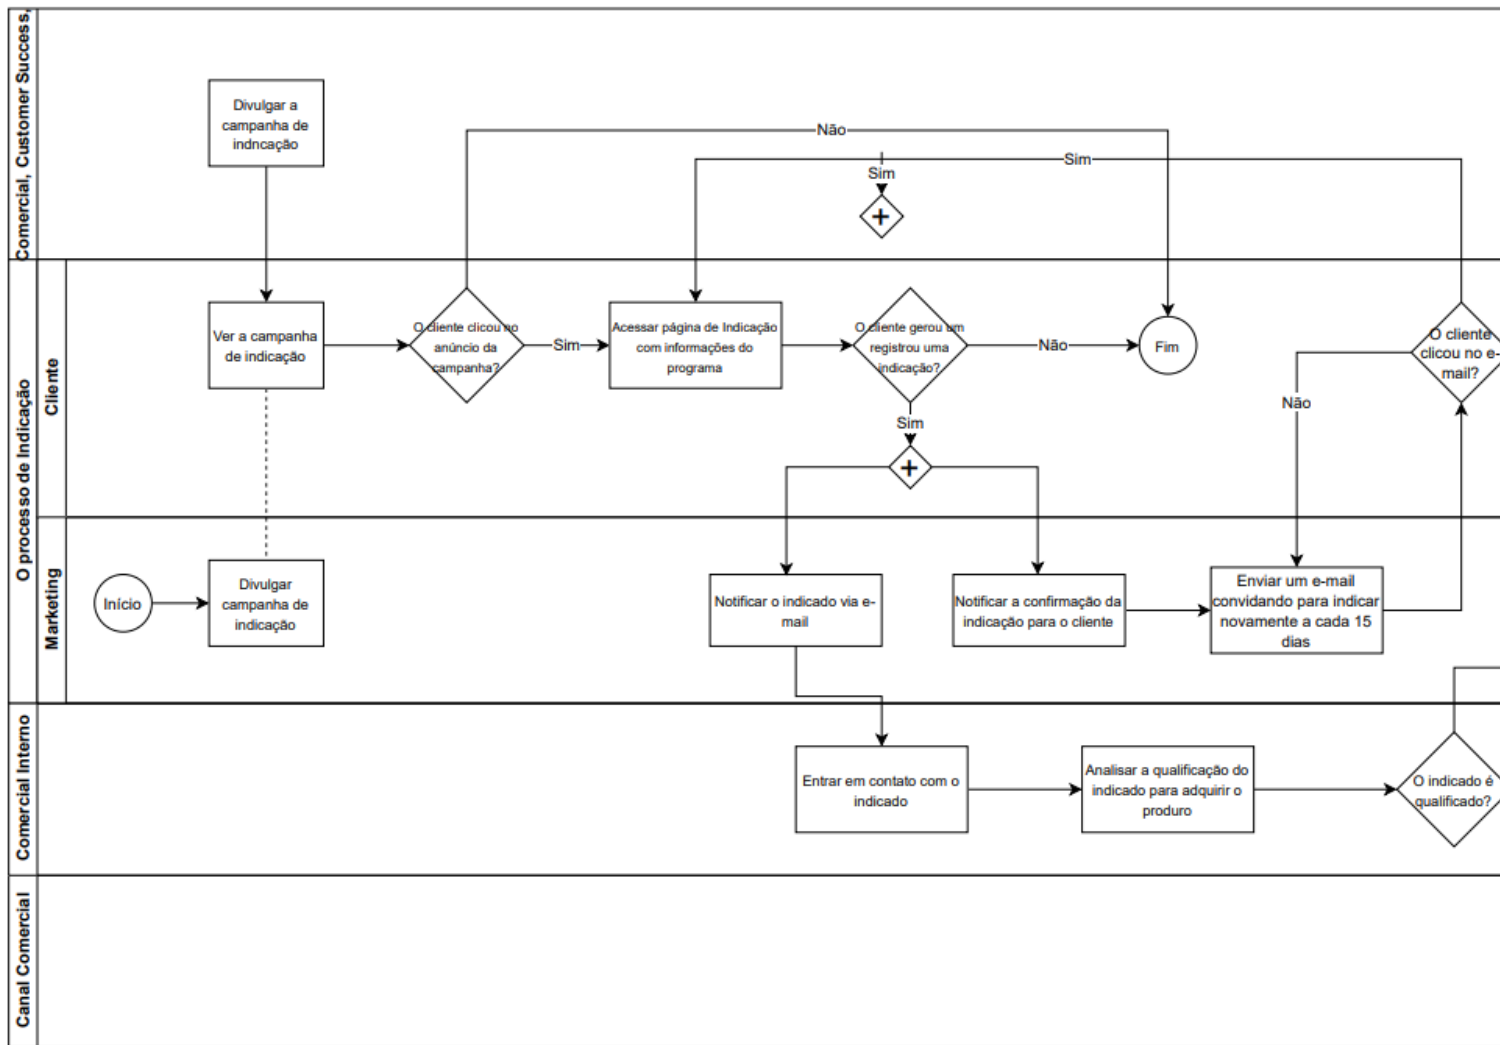 Comercial, Customer Success,
Divulgar a
campanha de
indncação
Não
Sim
Sim
+
O processo de Indicação
Cliente
Ver a campanha
de indicação
O cliente clicou no
anúncio da
campanha?
Sim
Acessar página de Indicação
com informações do
programa
O cliente gerou um
registrou uma
indicação?
Não
Fim
O cliente
clicou no e-
mail?
Não
Sim
+
Marketing
Início
Divulgar
campanha de
indicação
Notificar o indicado via e-
mail
Notificar a confirmação da
indicação para o cliente
Enviar um e-mail
convidando para indicar
novamente a cada 15
dias
Comercial Interno
Entrar em contato com o
indicado
Analisar a qualificação do
indicado para adquirir o
produro
O indicado é
qualificado?
Canal Comercial